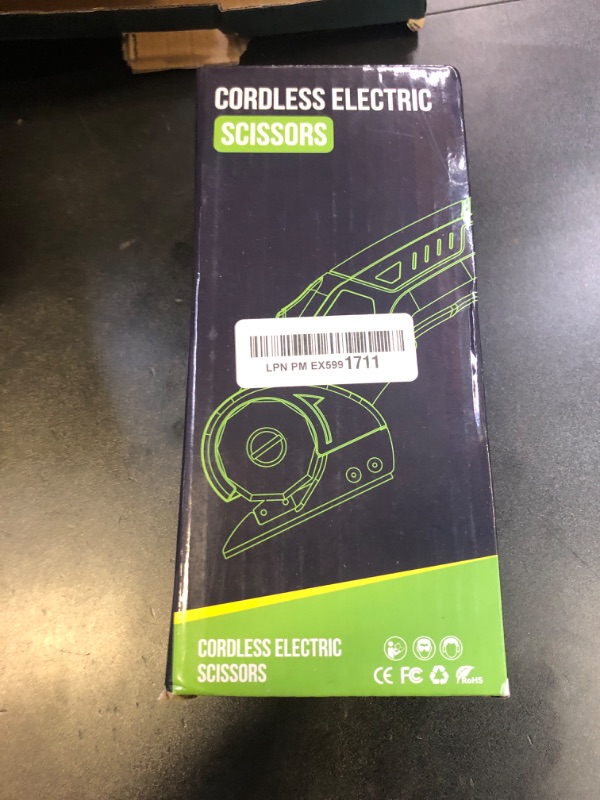 CORDLESS ELECTRIC
SCISSORS
LPN PM EX5991711
CORDLESS ELECTRIC
SCISSORS
CE FC RoHS